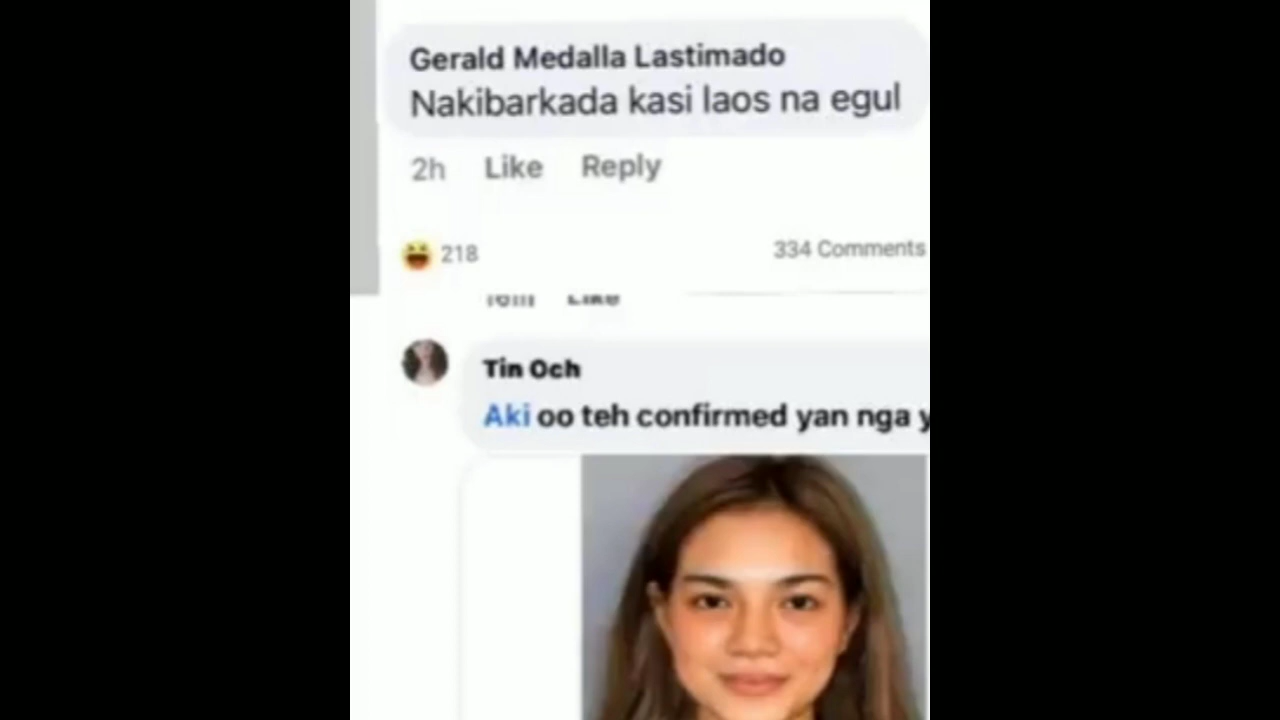 Gerald Medalla Lastimado
Nakibarkada kasi laos na egul
2h Like Reply
218 334 Comments
Like
Tin Och
Aki oo teh confirmed yan nga y